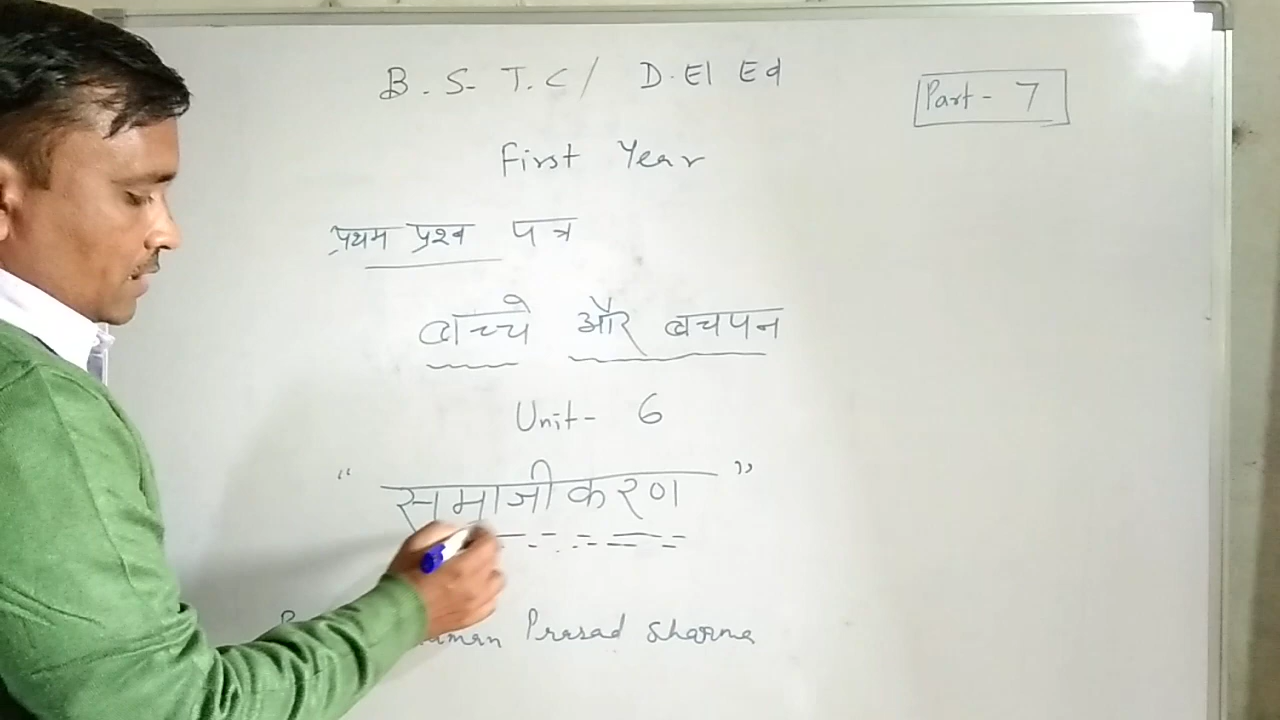 B.S.T.C/ D.El Ed
Part-7
First Year
प्रथम प्रश्न पत्र
बच्चे और बचपन
Unit-6
"समाजीकरण"
Prasad Sharma